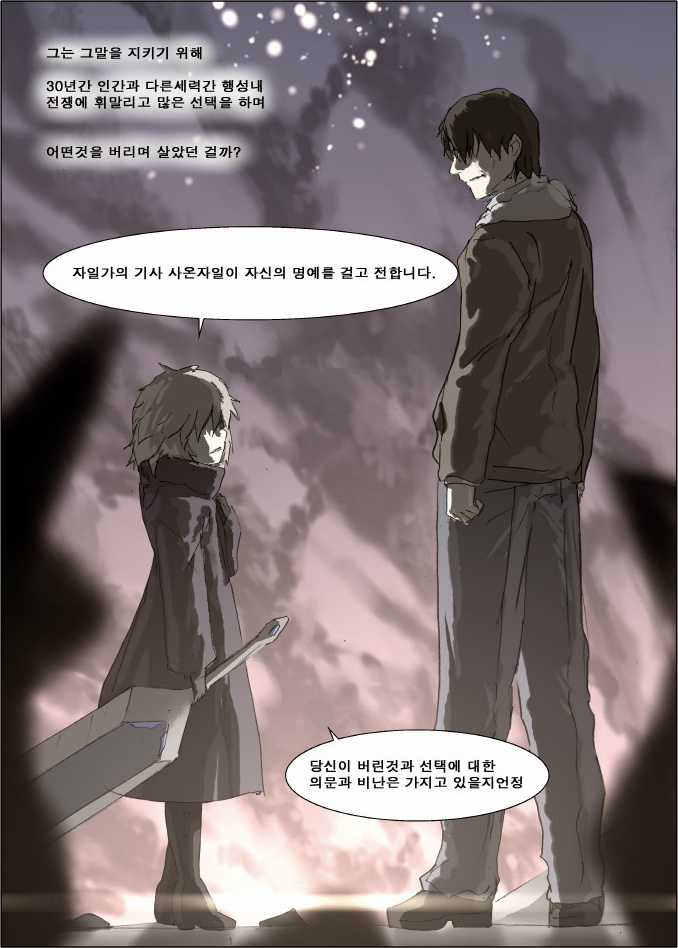 그는 그말을 지키기 위해
30년간 인간과 다른세력간 행성내
전쟁에 휘말리고 많은 선택을 하며
어떤것을 버리며 살았던 걸까?
자일가의 기사 사온자일이 자신의 명예를 걸고 전합니다.
당신이 버린것과 선택에 대한
의문과 비난은 가지고 있을지언정